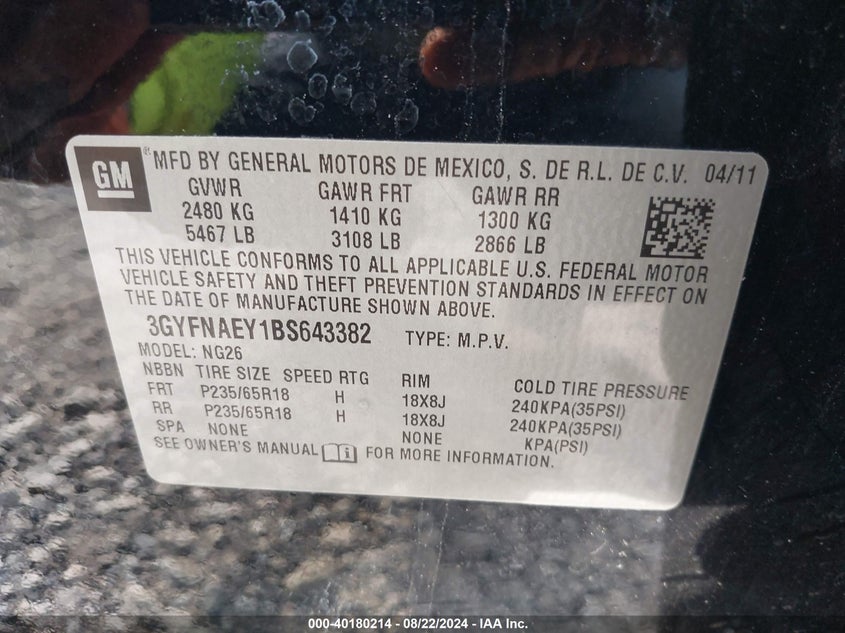 GM® MFD BY GENERAL MOTORS DE MEXICO, S. DE R.L. DE C.V. 04/11
GVWR GAWR FRT GAWR RR
2480 KG 1410 KG 1300 KG
5467 LB 3108 LB 2866 LB
THIS VEHICLE CONFORMS TO ALL APPLICABLE U.S. FEDERAL MOTOR
VEHICLE SAFETY AND THEFT PREVENTION STANDARDS IN EFFECT ON
THE DATE OF MANUFACTURE SHOWN ABOVE.
3GYFNAEY1BS643382 TYPE: M.P.V.
MODEL: NG26
NBBN TIRE SIZE SPEED RTG RIM COLD TIRE PRESSURE
FRT P235/65R18 H 18X8J 240KPA(35PSI)
RR P235/65R18 H 18X8J 240KPA(35PSI)
SPA NONE NONE KPA(PSI)
SEE OWNER'S MANUAL FOR MORE INFORMATION.
000-40180214 - 08/22/2024 - IAA Inc.